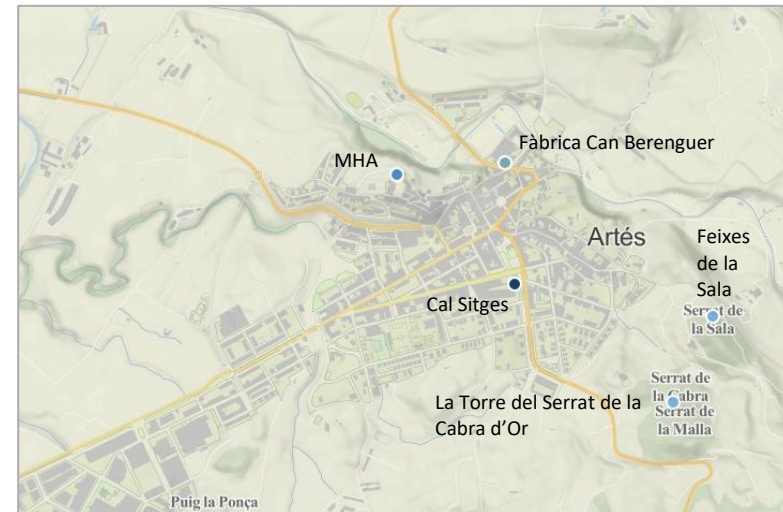 Fàbrica Can Berenguer
MHA
Artés
Feixes
de la
Sala
Cal Sitges
Serrat de
la Sala
Serrat de
la Cabra
Serrat de
la Malla
La Torre del Serrat de la
Cabra d’Or
Puig la Ponça